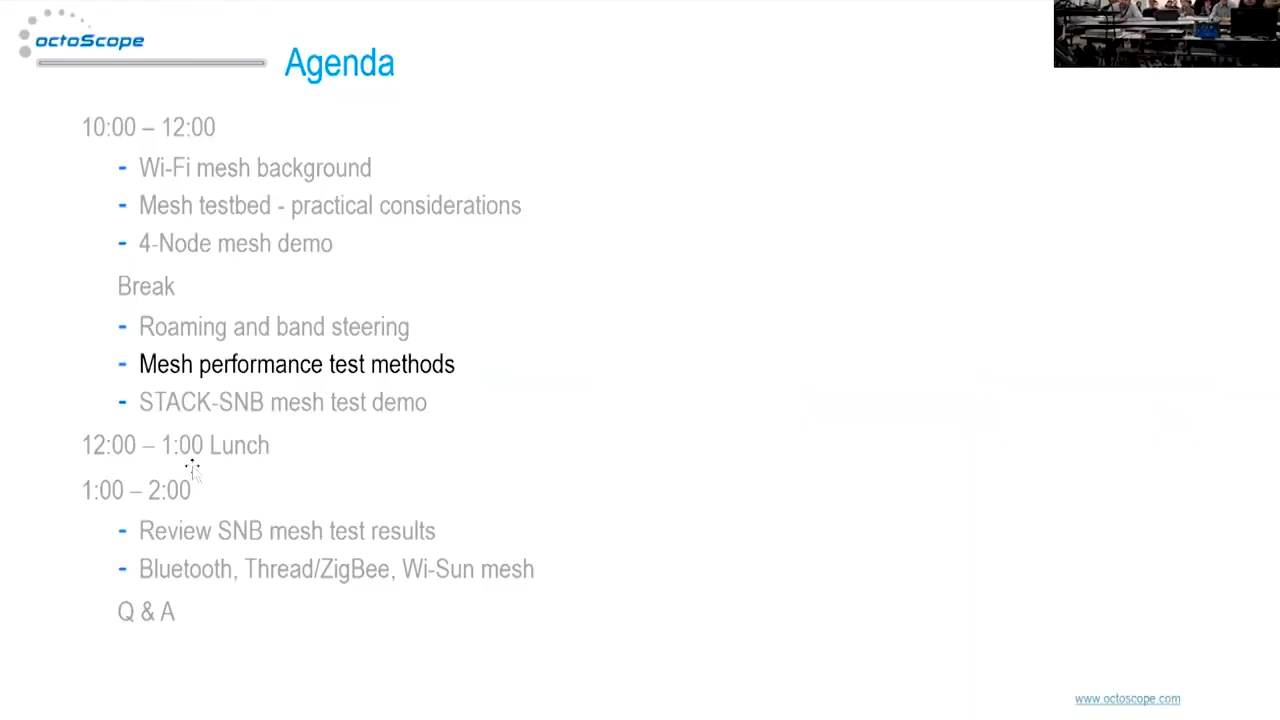 octoScope
Agenda
10:00 – 12:00
- Wi-Fi mesh background
- Mesh testbed - practical considerations
- 4-Node mesh demo
Break
- Roaming and band steering
- Mesh performance test methods
- STACK-SNB mesh test demo
12:00 – 1:00 Lunch
1:00 – 2:00
- Review SNB mesh test results
- Bluetooth, Thread/ZigBee, Wi-Sun mesh
Q & A
www.octoscope.com